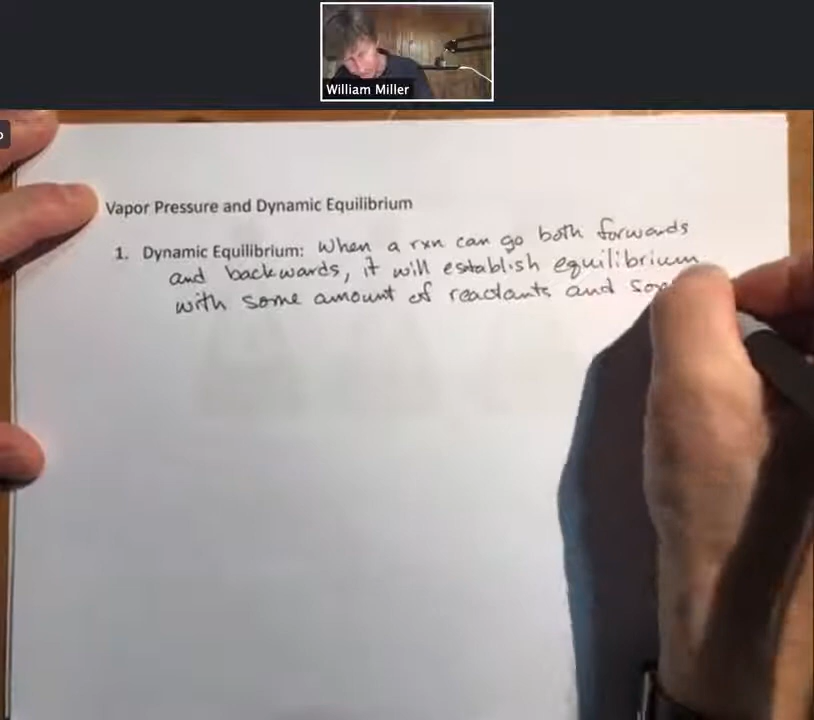 William Miller
Vapor Pressure and Dynamic Equilibrium
1. Dynamic Equilibrium: When a rxn can go both forwards
and backwards, it will establish equilibrium
with some amount of reactants and